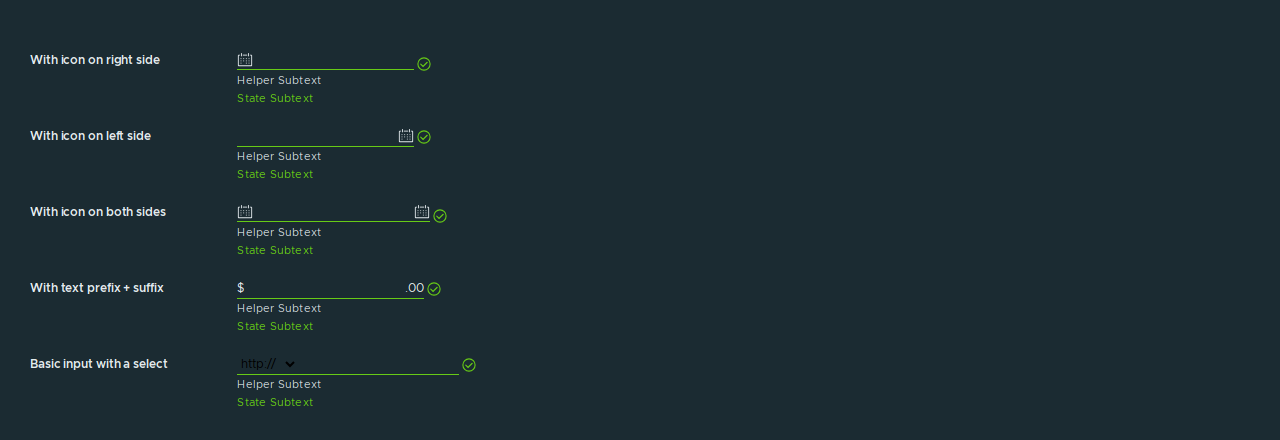 With icon on right side
Helper Subtext
State Subtext
With icon on left side
Helper Subtext
State Subtext
With icon on both sides
Helper Subtext
State Subtext
With text prefix + suffix $ .00
Helper Subtext
State Subtext
Basic input with a select http://
Helper Subtext
State Subtext